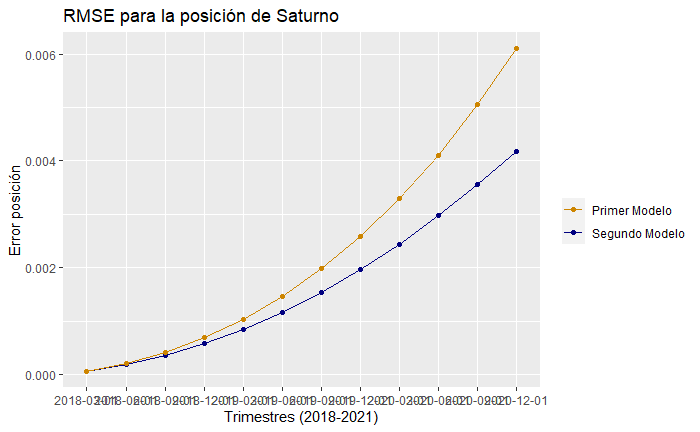 RMSE para la posición de Saturno
0.006
0.004
0.002
0.000
Error posición
Trimestres (2018-2021)
Primer Modelo
Segundo Modelo